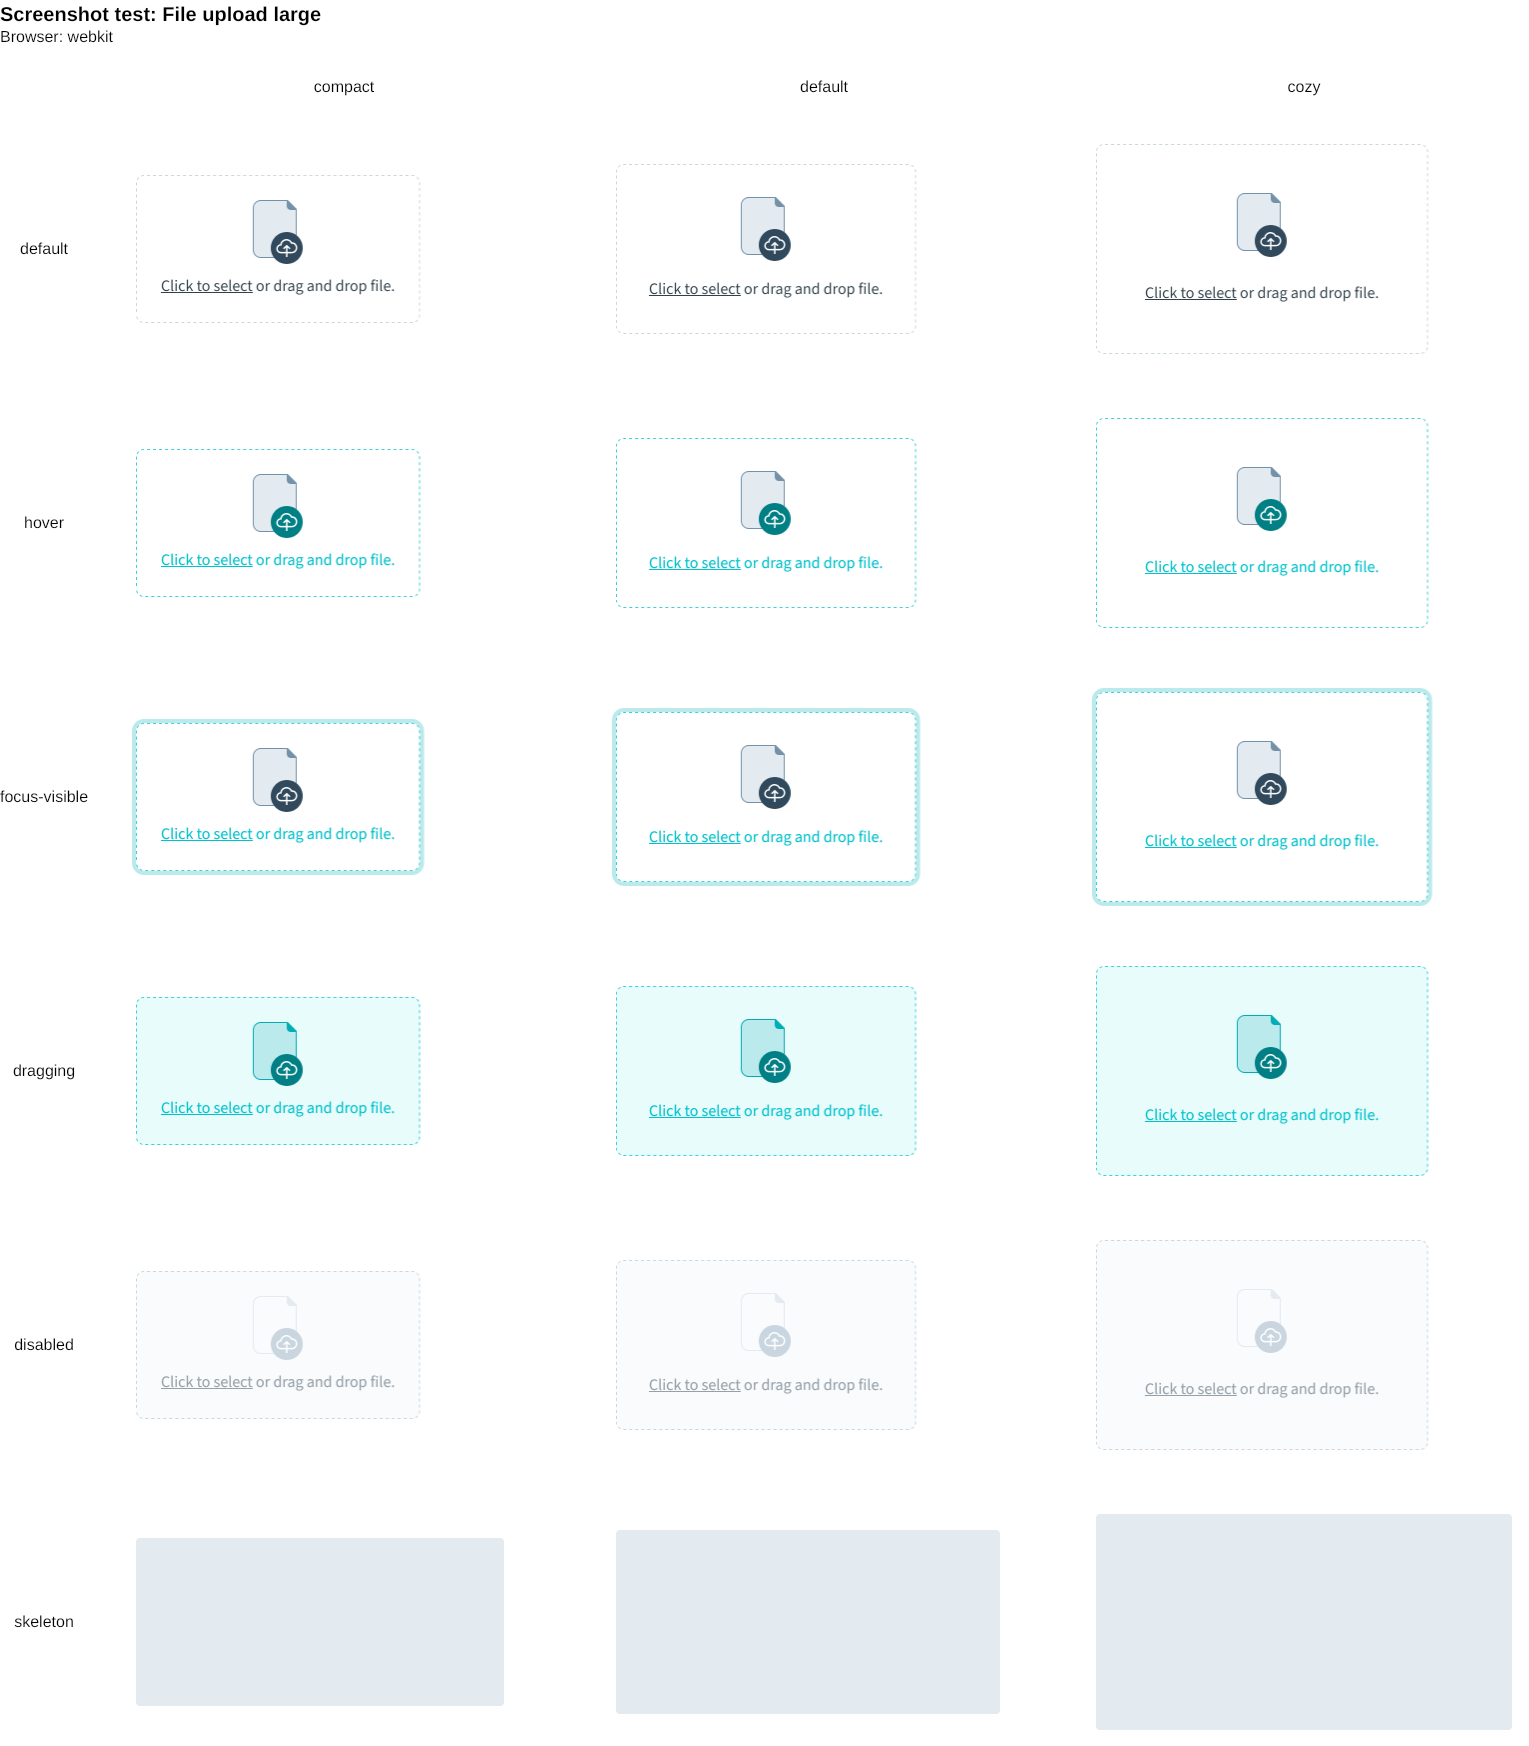 Screenshot test: File upload large
Browser: webkit
compact default cozy
default
Click to select or drag and drop file.
Click to select or drag and drop file.
Click to select or drag and drop file.
hover
Click to select or drag and drop file.
Click to select or drag and drop file.
Click to select or drag and drop file.
focus-visible
Click to select or drag and drop file.
Click to select or drag and drop file.
Click to select or drag and drop file.
dragging
Click to select or drag and drop file.
Click to select or drag and drop file.
Click to select or drag and drop file.
disabled
Click to select or drag and drop file.
Click to select or drag and drop file.
Click to select or drag and drop file.
skeleton